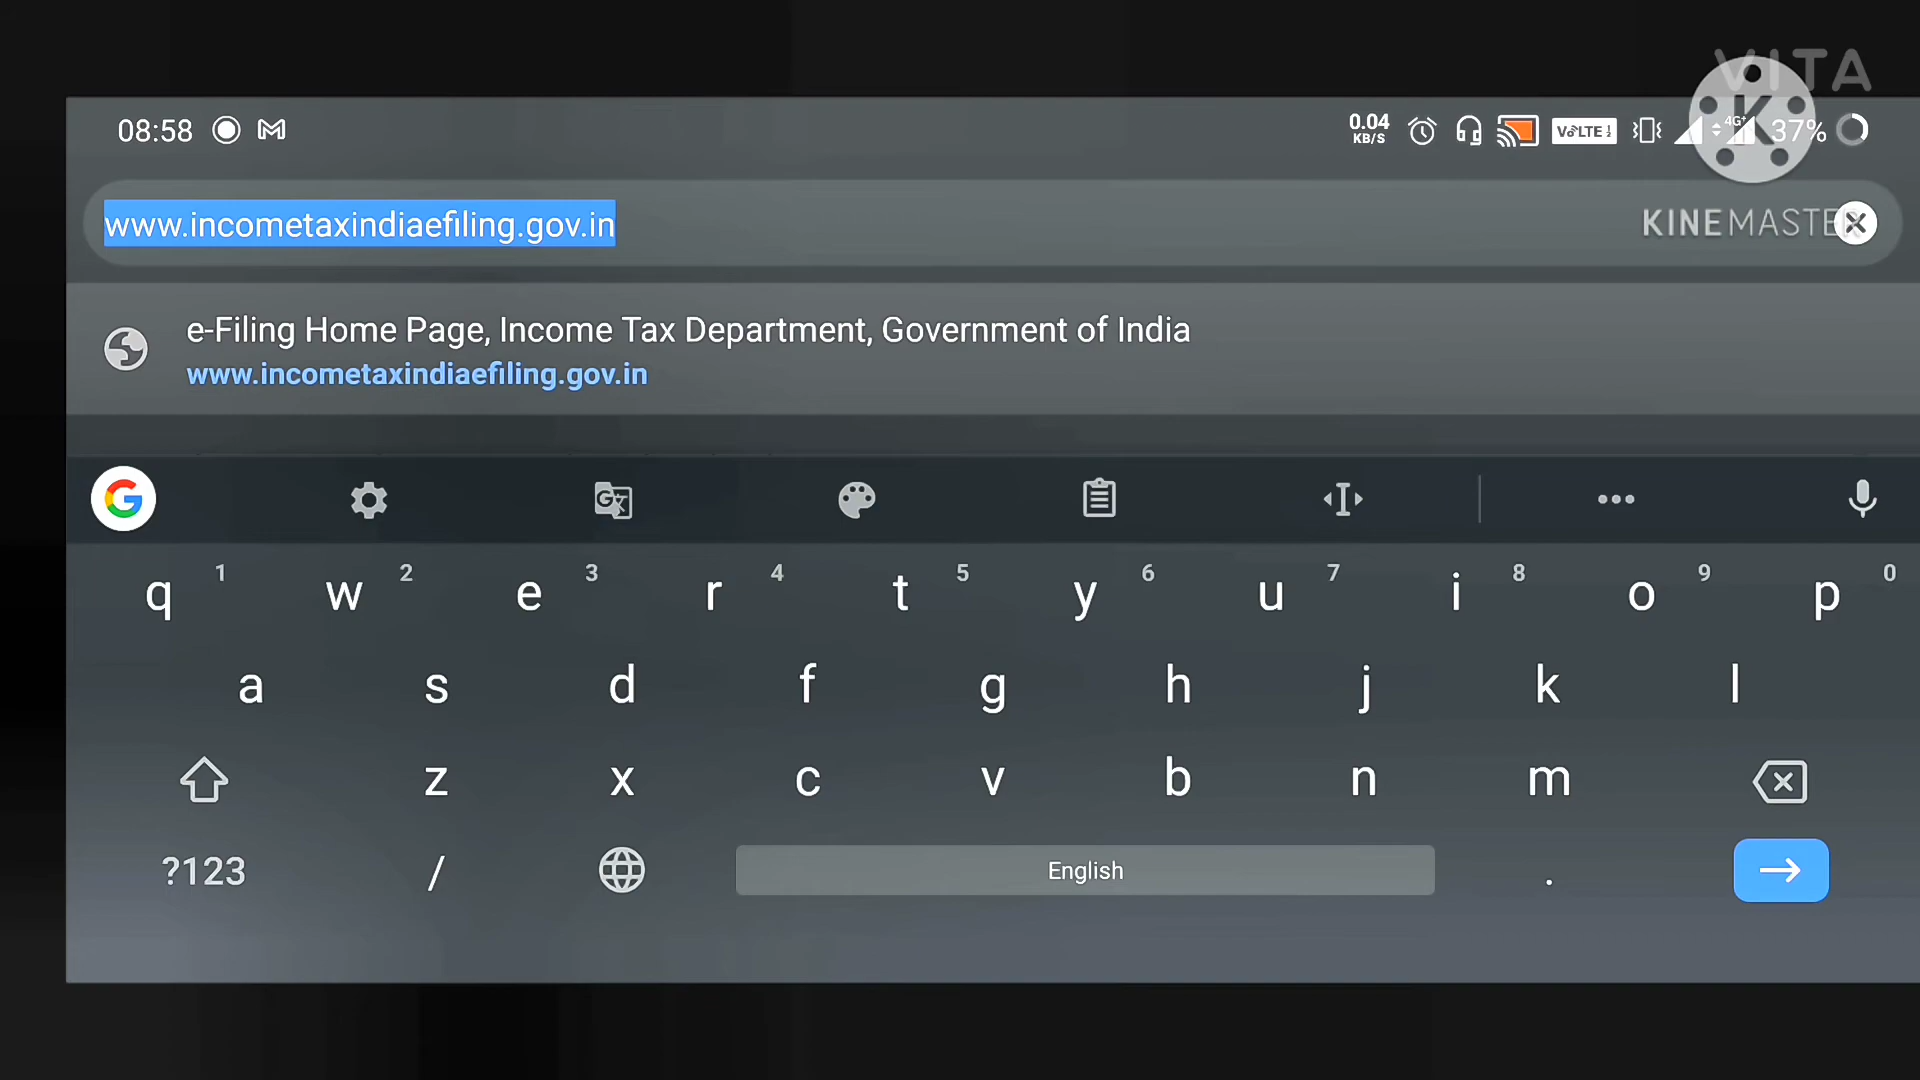 VITA
08:58
0.04
KB/S
VoLTE 1
4G+
37%
K
www.incometaxindiaefiling.gov.in
KINEMASTER
e-Filing Home Page, Income Tax Department, Government of India
www.incometaxindiaefiling.gov.in
G
q 1 w 2 e 3 r 4 t 5 y 6 u 7 i 8 o 9 p 0
a s d f g h j k l
z x c v b n m
?123 / English .